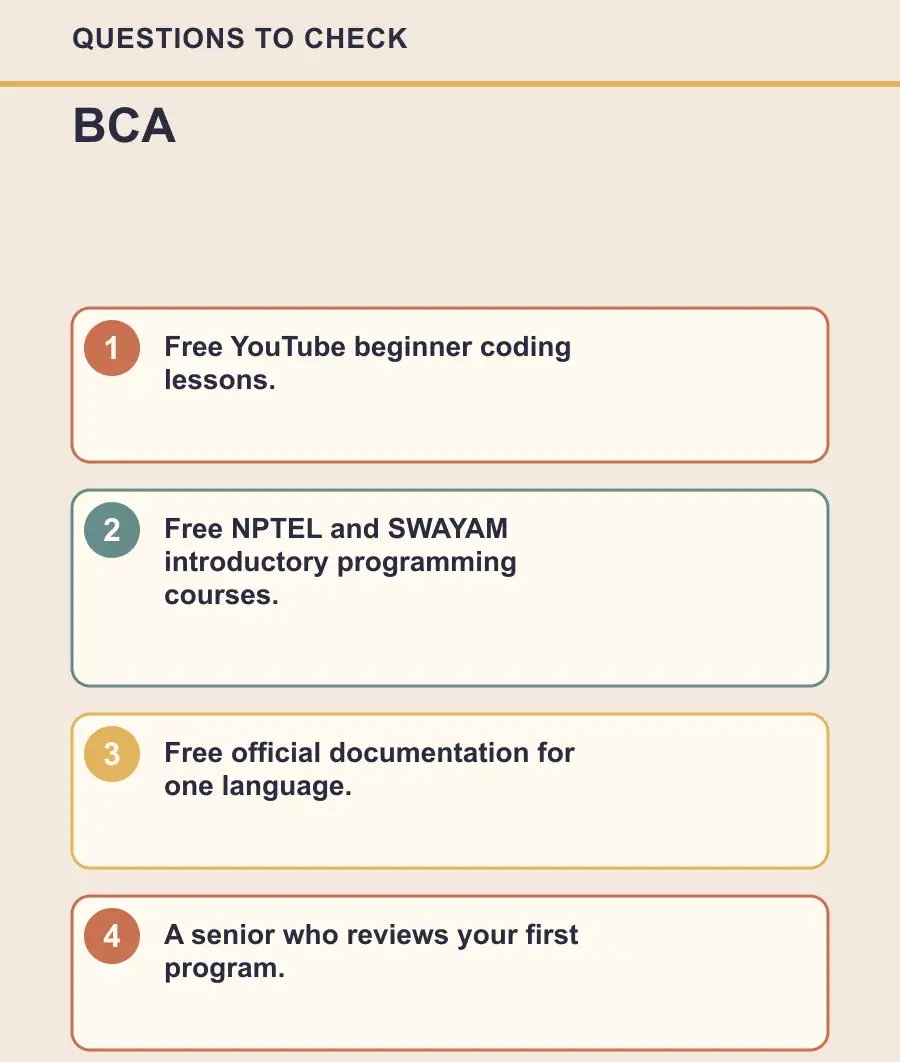 QUESTIONS TO CHECK
BCA
1
Free YouTube beginner coding
lessons.
2
Free NPTEL and SWAYAM
introductory programming
courses.
3
Free official documentation for
one language.
4
A senior who reviews your first
program.